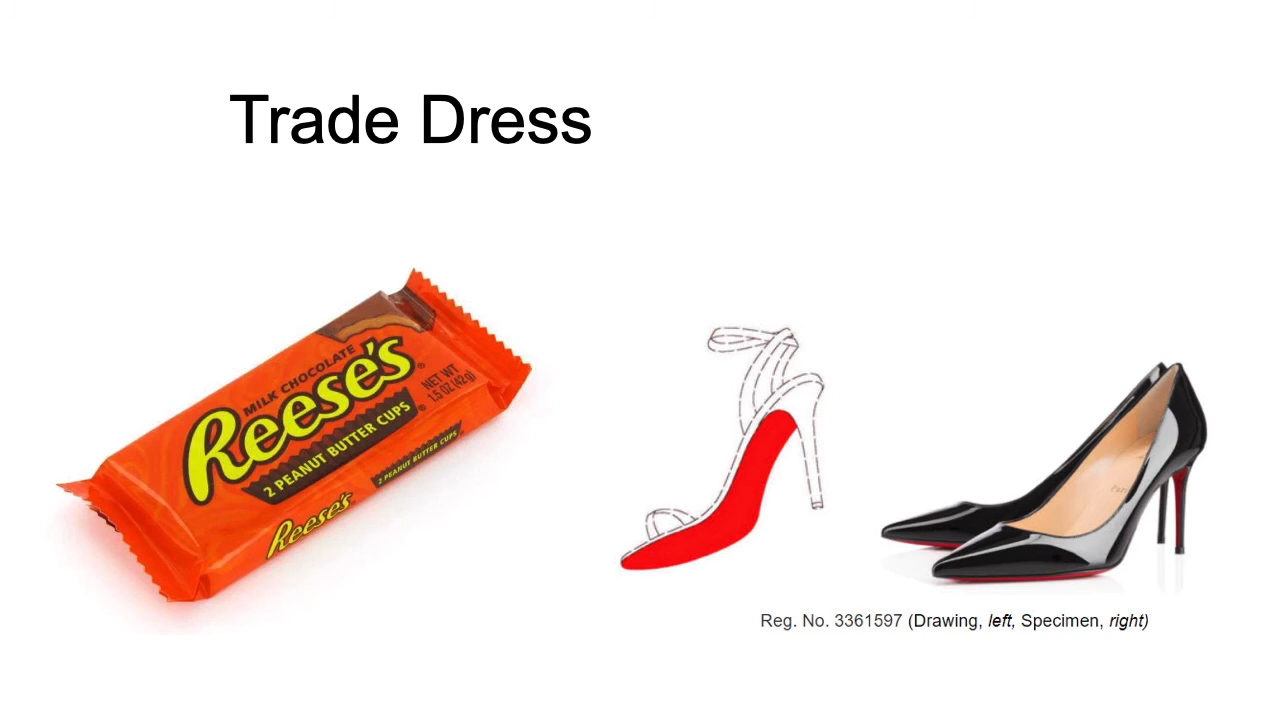 Trade Dress
MILK CHOCOLATE
Reese's
NET WT
1.5 OZ (42g)
2 PEANUT BUTTER CUPS
2 PEANUT BUTTER CUPS
Reese's
Reg. No. 3361597 (Drawing, left, Specimen, right)